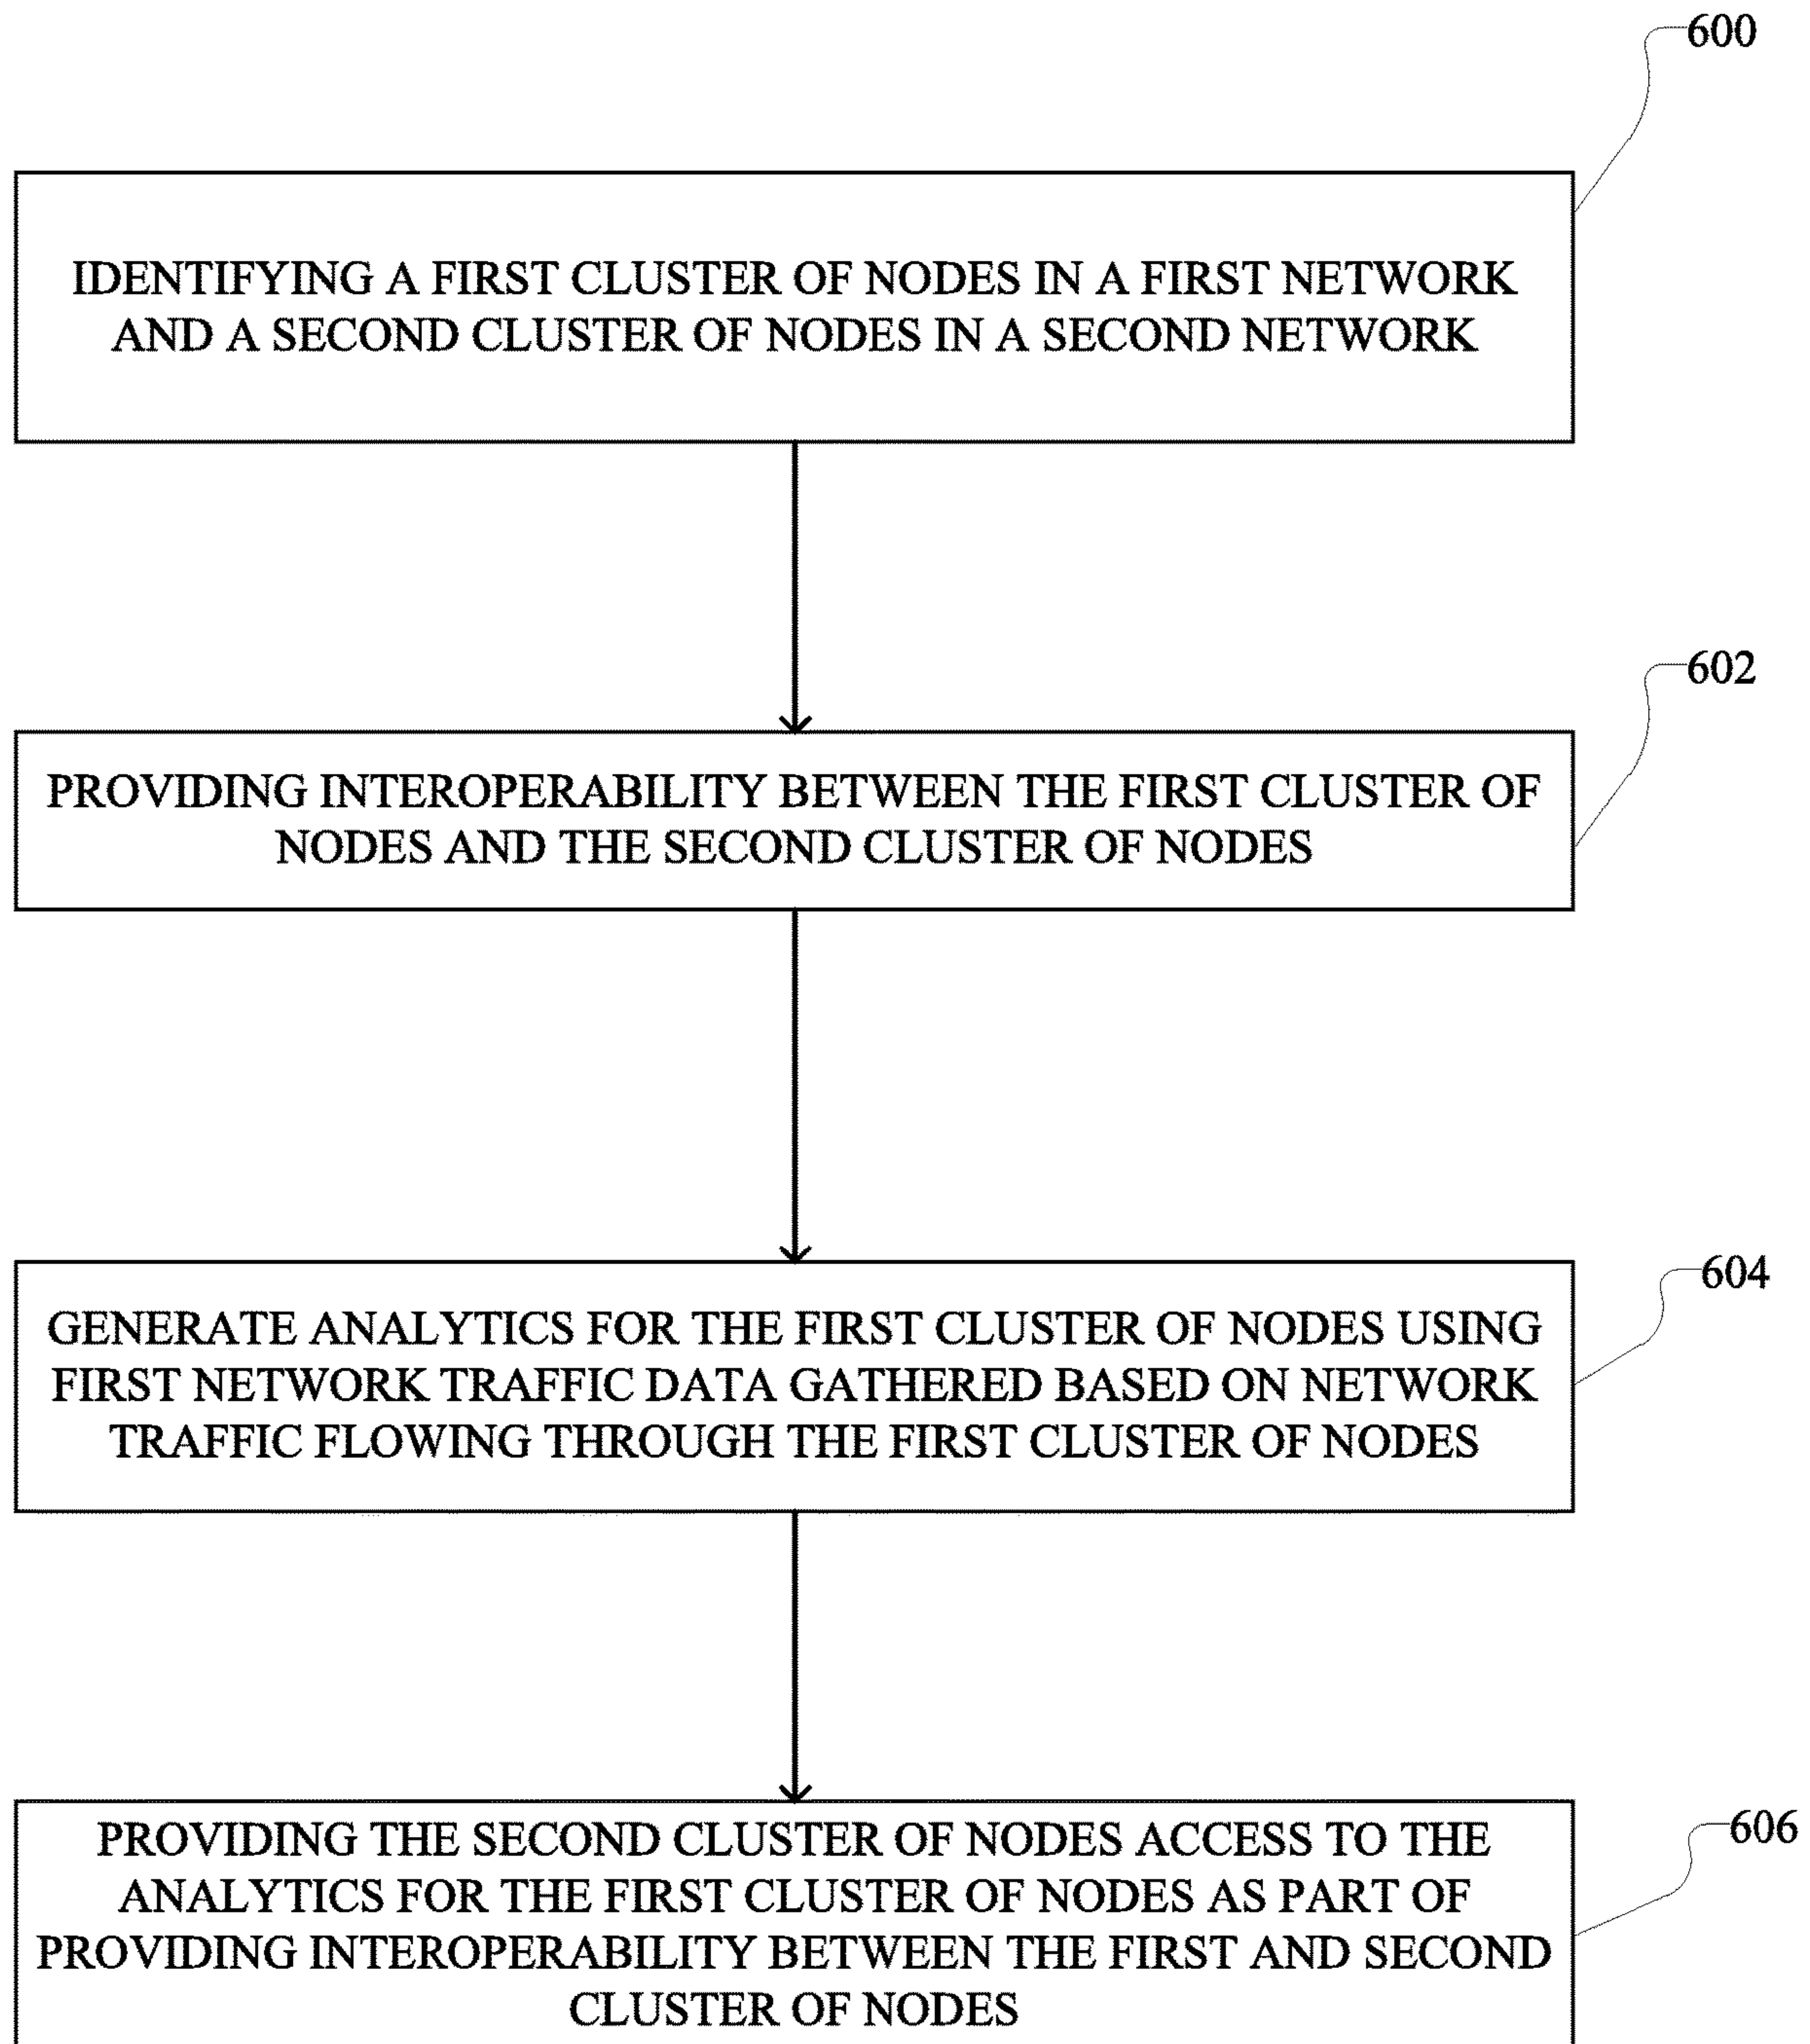 600
IDENTIFYING A FIRST CLUSTER OF NODES IN A FIRST NETWORK
AND A SECOND CLUSTER OF NODES IN A SECOND NETWORK
602
PROVIDING INTEROPERABILITY BETWEEN THE FIRST CLUSTER OF
NODES AND THE SECOND CLUSTER OF NODES
604
GENERATE ANALYTICS FOR THE FIRST CLUSTER OF NODES USING
FIRST NETWORK TRAFFIC DATA GATHERED BASED ON NETWORK
TRAFFIC FLOWING THROUGH THE FIRST CLUSTER OF NODES
606
PROVIDING THE SECOND CLUSTER OF NODES ACCESS TO THE
ANALYTICS FOR THE FIRST CLUSTER OF NODES AS PART OF
PROVIDING INTEROPERABILITY BETWEEN THE FIRST AND SECOND
CLUSTER OF NODES